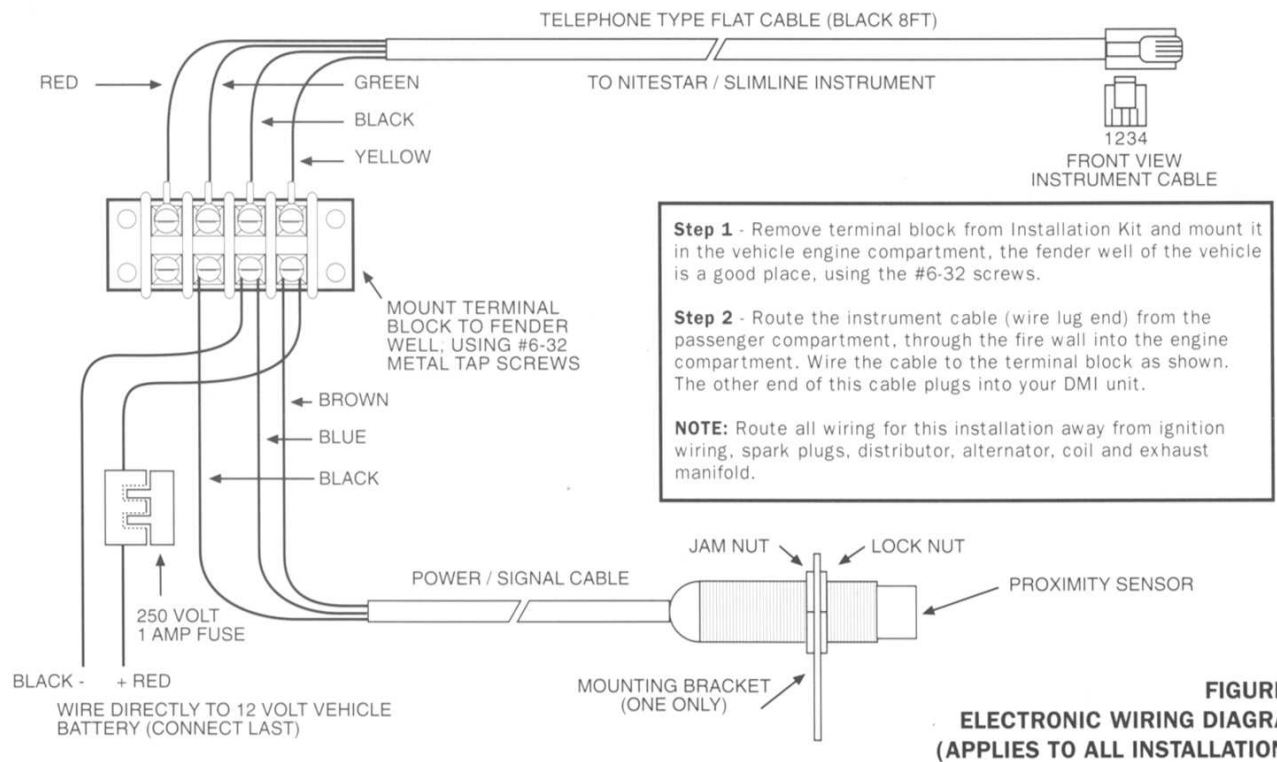 TELEPHONE TYPE FLAT CABLE (BLACK 8FT)
RED
GREEN
TO NITESTAR / SLIMLINE INSTRUMENT
BLACK
YELLOW
1234
FRONT VIEW
INSTRUMENT CABLE
Step 1 - Remove terminal block from Installation Kit and mount it
in the vehicle engine compartment, the fender well of the vehicle
is a good place, using the #6-32 screws.
Step 2 - Route the instrument cable (wire lug end) from the
passenger compartment, through the fire wall into the engine
compartment. Wire the cable to the terminal block as shown.
The other end of this cable plugs into your DMI unit.
NOTE: Route all wiring for this installation away from ignition
wiring, spark plugs, distributor, alternator, coil and exhaust
manifold.
MOUNT TERMINAL
BLOCK TO FENDER
WELL, USING #6-32
METAL TAP SCREWS
BROWN
BLUE
BLACK
JAM NUT
LOCK NUT
POWER / SIGNAL CABLE
PROXIMITY SENSOR
250 VOLT
1 AMP FUSE
BLACK -
+ RED
WIRE DIRECTLY TO 12 VOLT VEHICLE
BATTERY (CONNECT LAST)
MOUNTING BRACKET
(ONE ONLY)
FIGUR
ELECTRONIC WIRING DIAGRA
(APPLIES TO ALL INSTALLATION